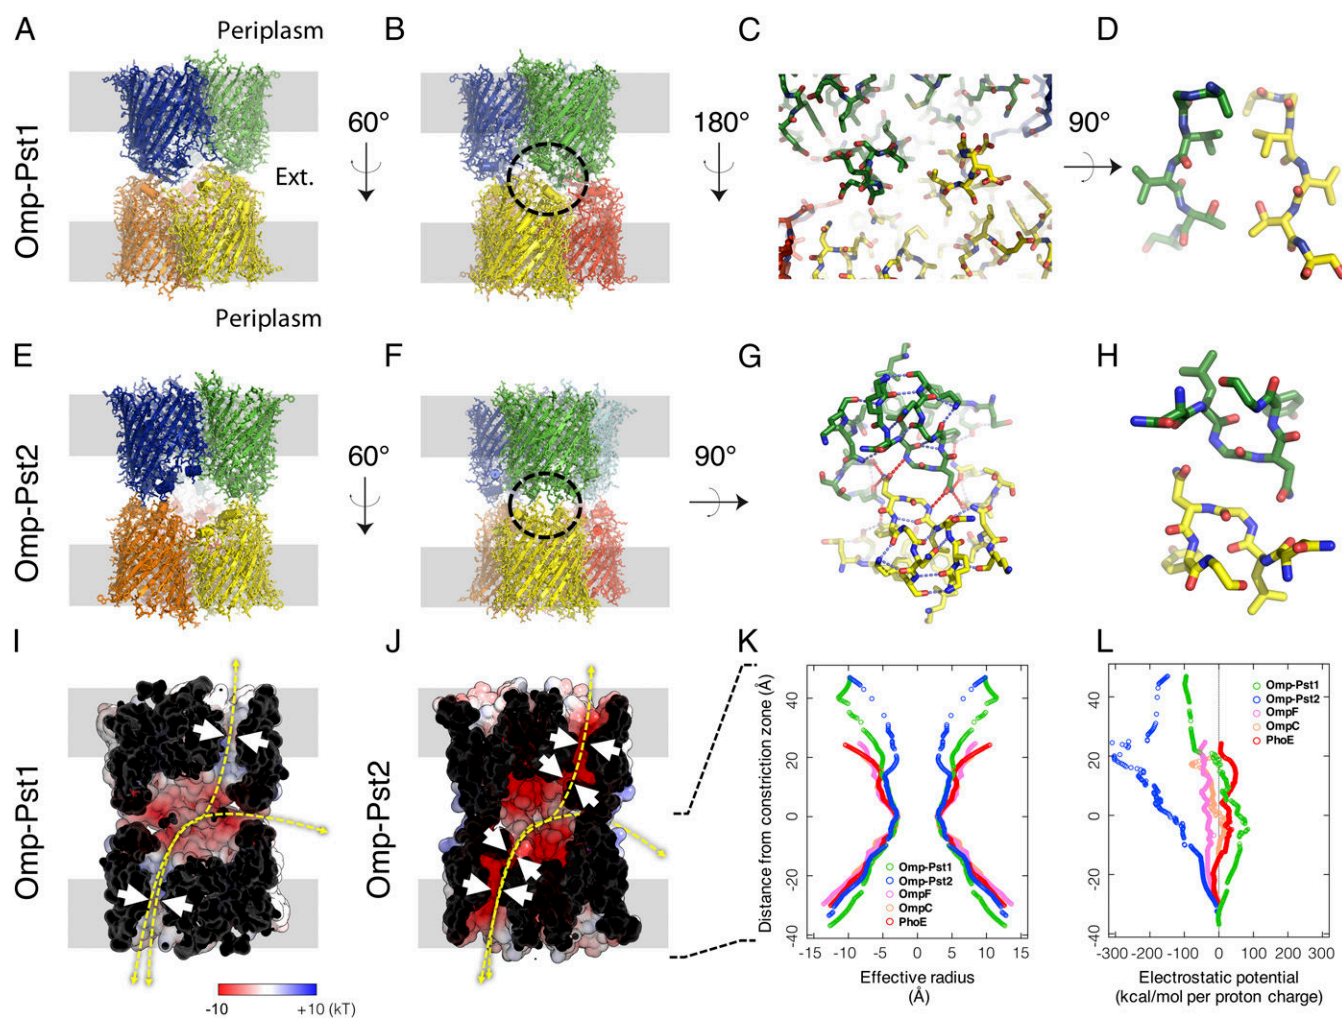 A
Periplasm
B
C
D
Omp-Pst1
60°
180°
90°
Ext.
Periplasm
E
F
G
H
Omp-Pst2
60°
90°
I
J
K
L
Omp-Pst1
Omp-Pst2
Distance from constriction zone (Å)
40
20
0
-20
-40
Omp-Pst1
Omp-Pst2
OmpF
OmpC
PhoE
-15 -10 -5 0 5 10 15
Effective radius
(Å)
40
20
0
-20
-40
Omp-Pst1
Omp-Pst2
OmpF
OmpC
PhoE
-300 -200 -100 0 100 200 300
Electrostatic potential
(kcal/mol per proton charge)
-10 +10 (kT)